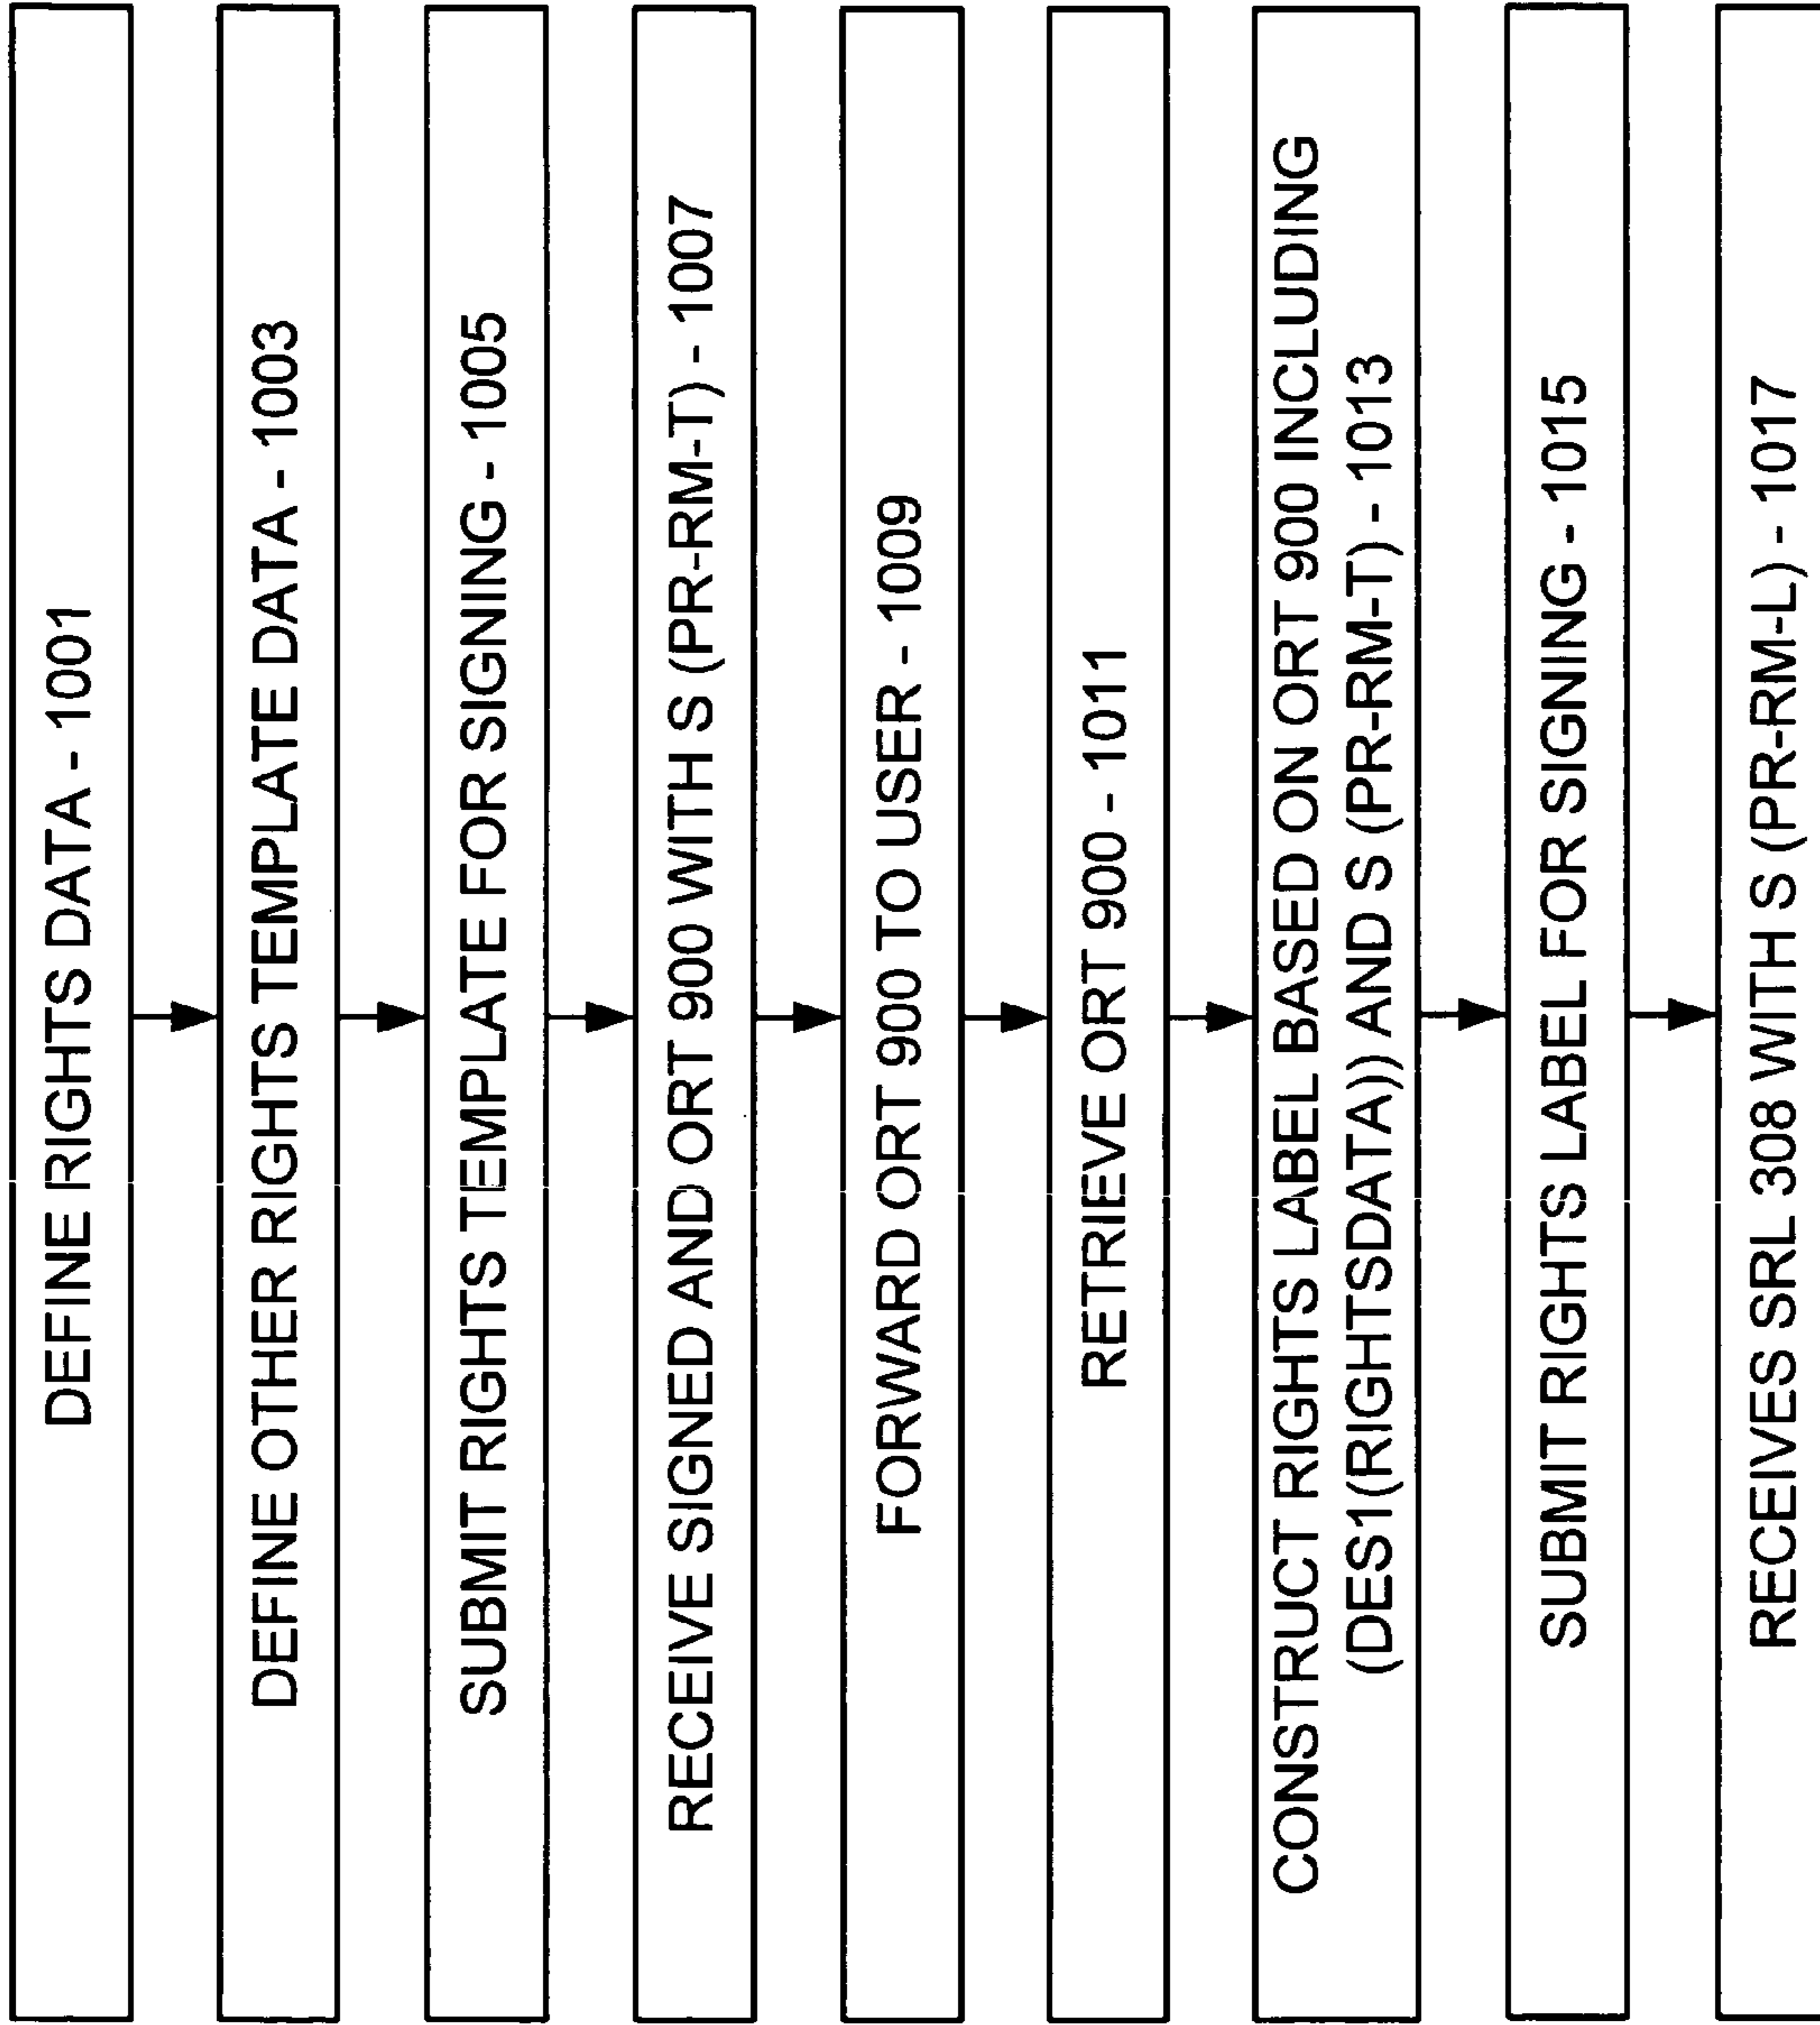 DEFINE RIGHTS DATA - 1001
DEFINE OTHER RIGHTS TEMPLATE DATA - 1003
SUBMIT RIGHTS TEMPLATE FOR SIGNING - 1005
RECEIVE SIGNED AND ORT 900 WITH S (PR-RM-T) - 1007
FORWARD ORT 900 TO USER - 1009
RETRIEVE ORT 900 - 1011
CONSTRUCT RIGHTS LABEL BASED ON ORT 900 INCLUDING
(DES1(RIGHTSDATA)) AND S (PR-RM-T) - 1013
SUBMIT RIGHTS LABEL FOR SIGNING - 1015
RECEIVES SRL 308 WITH S (PR-RM-L) - 1017